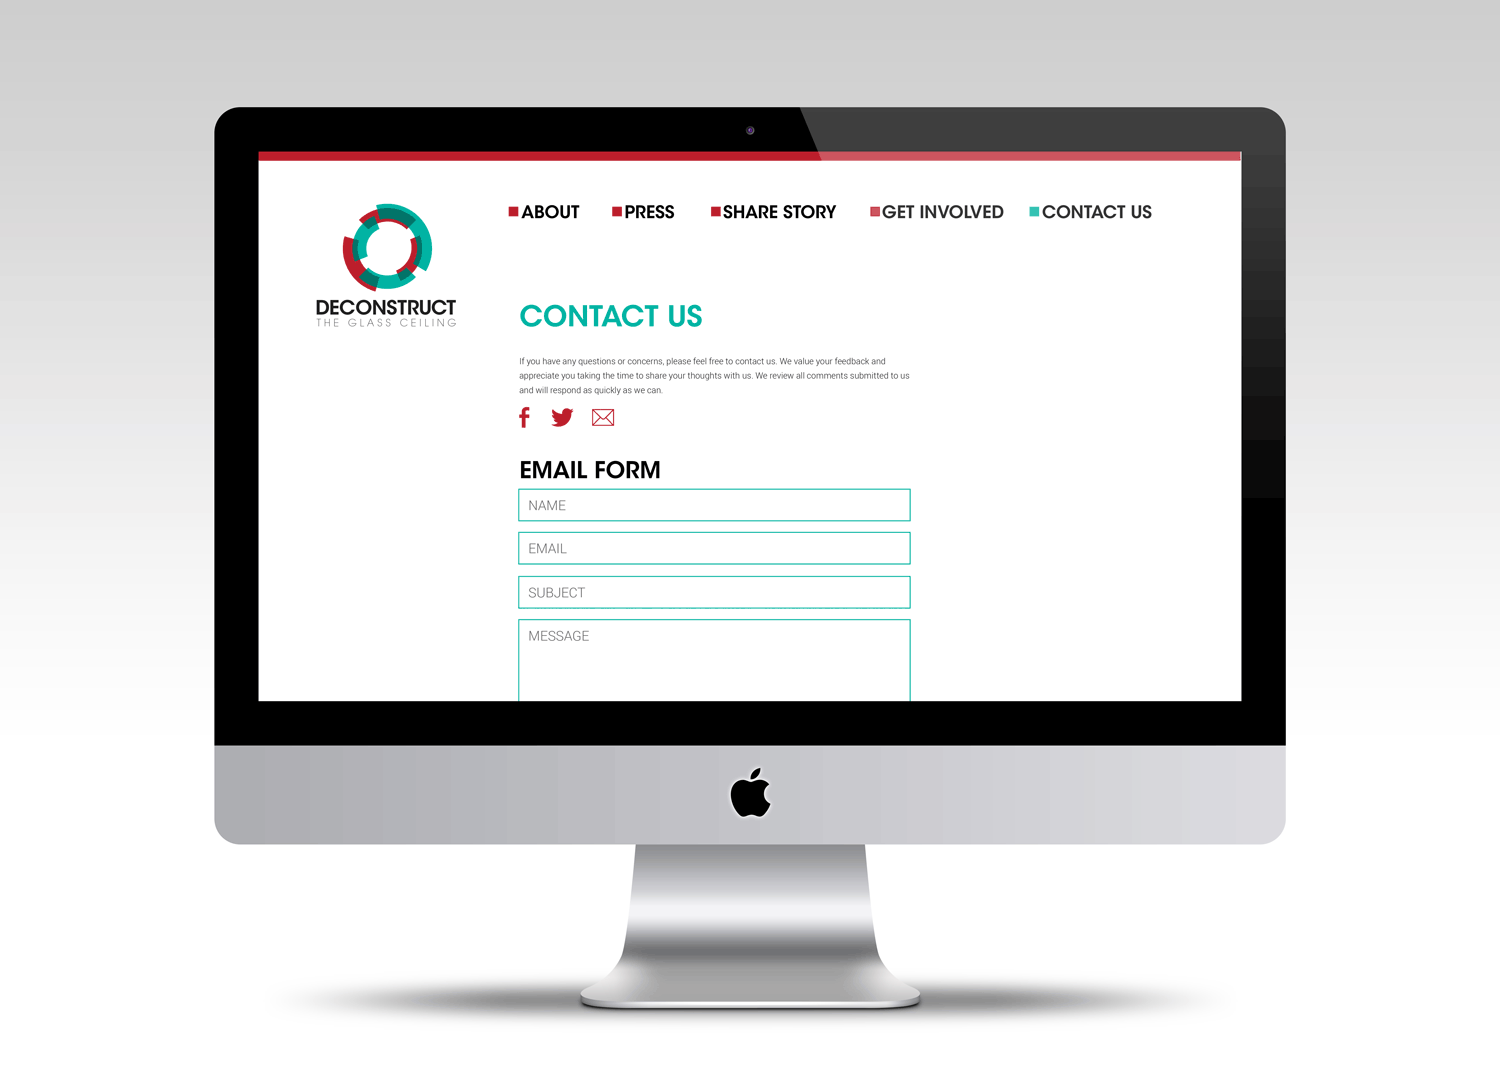 ABOUT PRESS SHARE STORY GET INVOLVED CONTACT US
DECONSTRUCT
THE GLASS CEILING
CONTACT US
If you have any questions or concerns, please feel free to contact us. We value your feedback and
appreciate you taking the time to share your thoughts with us. We review all comments submitted to us
and will respond as quickly as we can.
EMAIL FORM
NAME
EMAIL
SUBJECT
MESSAGE